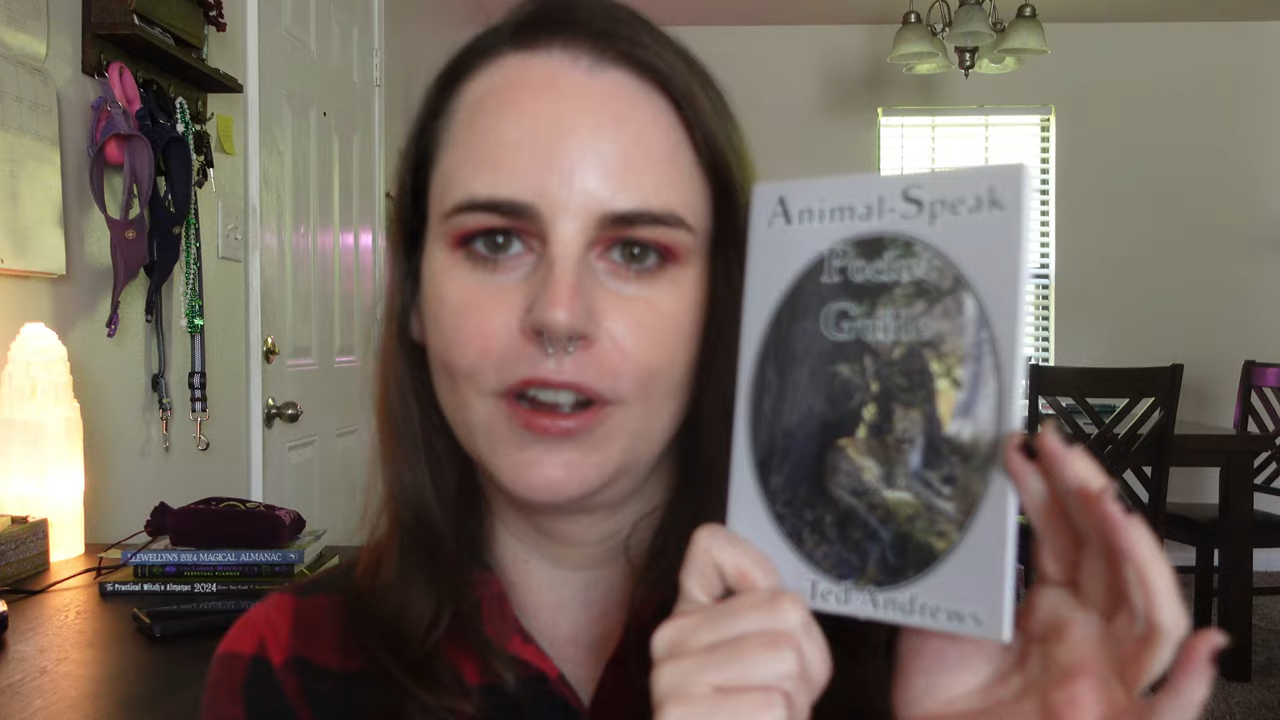 Animal-Speak
Pocket
Guide
Ted Andrews
LLEWELLYN'S 2024 MAGICAL ALMANAC
PERPETUAL PLANNER
The Practical Witch's Almanac 2024